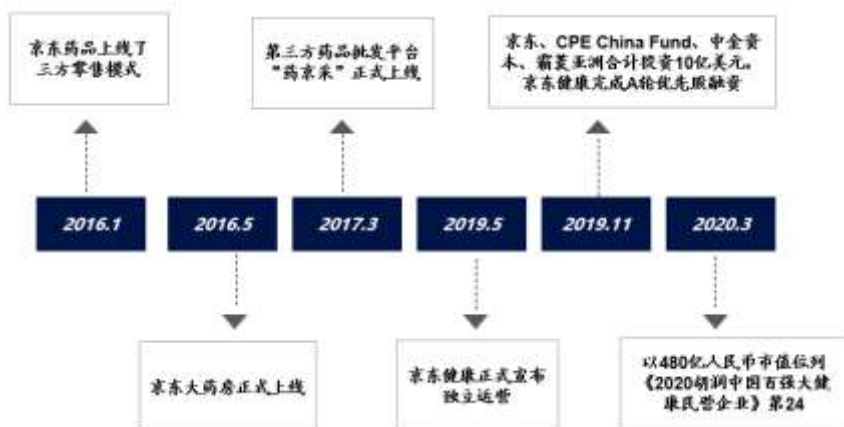 京东药品上线了
三方零售模式
第三方药品批发平台
“药京采”正式上线
京东、CPE China Fund、中金资
本、霸菱亚洲合计投资10亿美元。
京东健康完成A轮优先股融资
2016.1
2016.5
2017.3
2019.5
2019.11
2020.3
京东大药房正式上线
京东健康正式宣布
独立运营
以480亿人民币市值位列
《2020胡润中国百强大健
康民营企业》第24